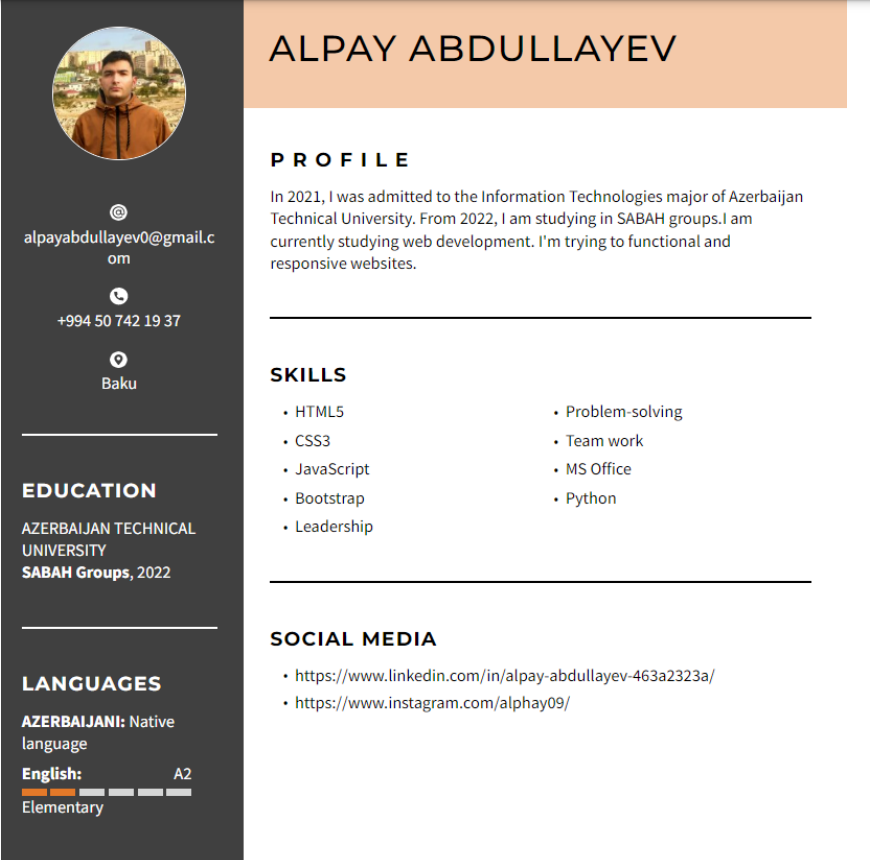 ALPAY ABDULLAYEV
alpayabdullayev0@gmail.c
om
+994 50 742 19 37
Baku
EDUCATION
AZERBAIJAN TECHNICAL
UNIVERSITY
SABAH Groups, 2022
LANGUAGES
AZERBAIJANI: Native
language
English: A2
Elementary
PROFILE
In 2021, I was admitted to the Information Technologies major of Azerbaijan
Technical University. From 2022, I am studying in SABAH groups.I am
currently studying web development. I'm trying to functional and
responsive websites.
SKILLS
• HTML5
• CSS3
• JavaScript
• Bootstrap
• Leadership
• Problem-solving
• Team work
• MS Office
• Python
SOCIAL MEDIA
• https://www.linkedin.com/in/alpay-abdullayev-463a2323a/
• https://www.instagram.com/alphay09/